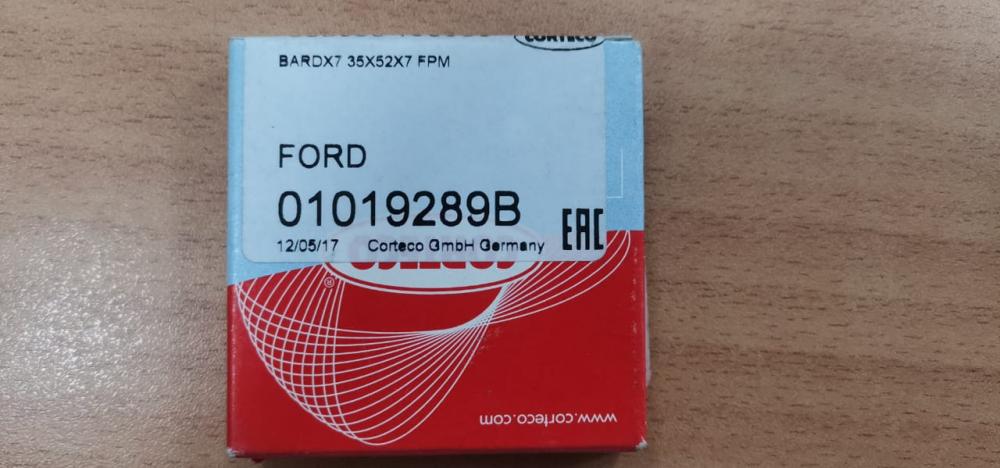 CORTECO
BARDX7 35X52X7 FPM
FORD
01019289B
12/05/17 Corteco GmbH Germany
EAC
®
www.corteco.com